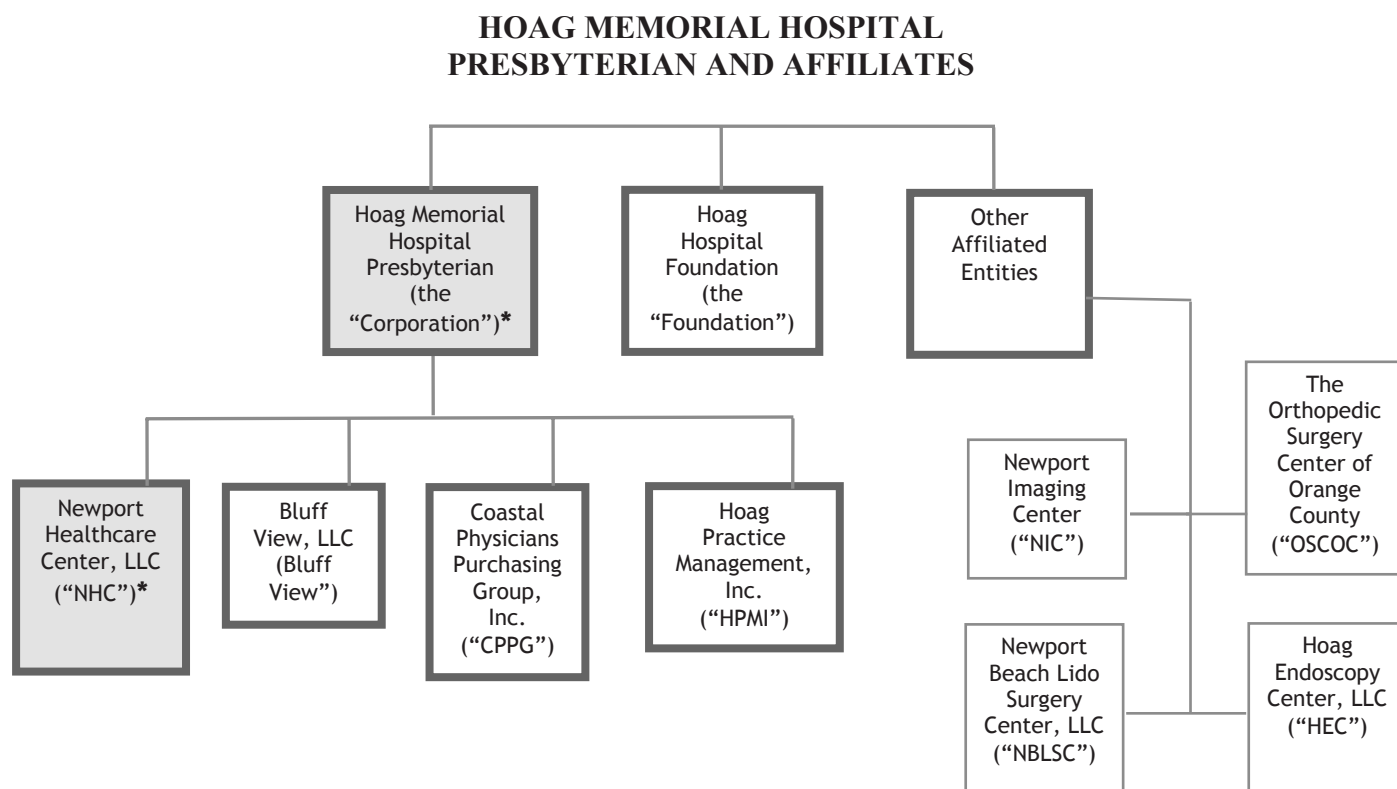 HOAG MEMORIAL HOSPITAL
PRESBYTERIAN AND AFFILIATES
Hoag Memorial
Hospital
Presbyterian
(the
“Corporation”)*
Hoag
Hospital
Foundation
(the
“Foundation”)
Other
Affiliated
Entities
Newport
Healthcare
Center, LLC
(“NHC”)*
Bluff
View, LLC
(Bluff
View”)
Coastal
Physicians
Purchasing
Group,
Inc.
(“CPPG”)
Hoag
Practice
Management,
Inc.
(“HPMI”)
Newport
Imaging
Center
(“NIC”)
The
Orthopedic
Surgery
Center of
Orange
County
(“OSCOC”)
Newport
Beach Lido
Surgery
Center, LLC
(“NBLSC”)
Hoag
Endoscopy
Center, LLC
(“HEC”)